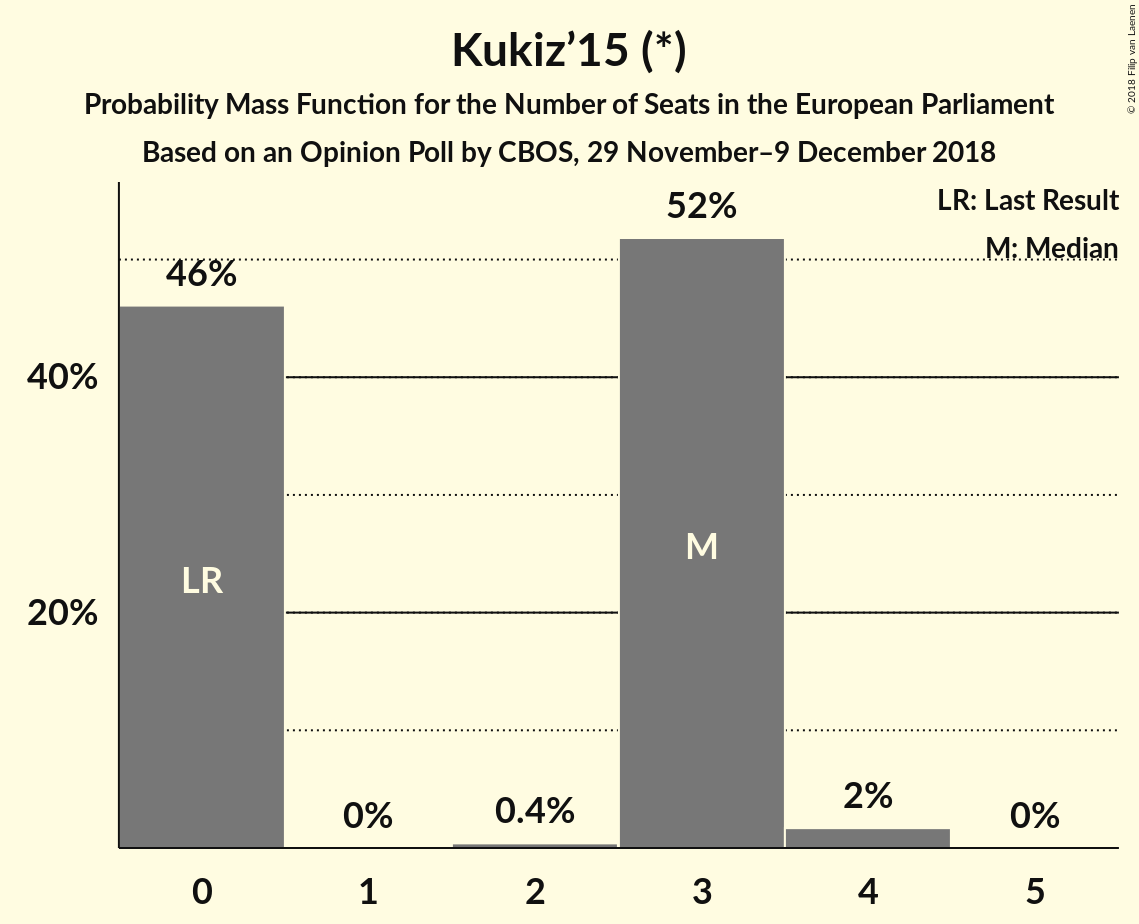 Kukiz’15 (*)
Probability Mass Function for the Number of Seats in the European Parliament
Based on an Opinion Poll by CBOS, 29 November–9 December 2018
© 2018 Filip van Laenen
LR: Last Result
M: Median
52%
46%
40%
20%
LR
M
0%
0.4%
2%
0%
0
1
2
3
4
5